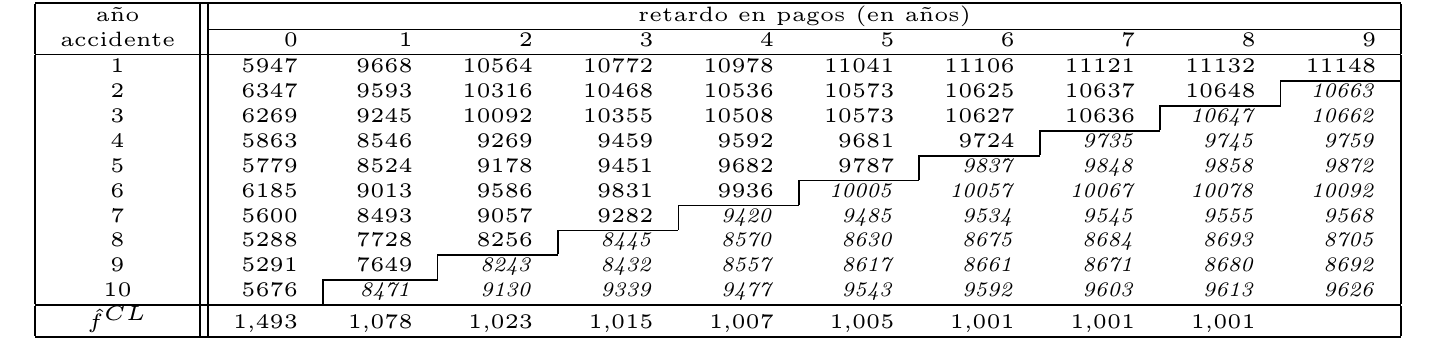 año retardo en pagos (en años)
accidente 0 1 2 3 4 5 6 7 8 9
1 5947 9668 10564 10772 10978 11041 11106 11121 11132 11148
2 6347 9593 10316 10468 10536 10573 10625 10637 10648 10663
3 6269 9245 10092 10355 10508 10573 10627 10636 10647 10662
4 5863 8546 9269 9459 9592 9681 9724 9735 9745 9759
5 5779 8524 9178 9451 9682 9787 9837 9848 9858 9872
6 6185 9013 9586 9831 9936 10005 10057 10067 10078 10092
7 5600 8493 9057 9282 9420 9485 9534 9545 9555 9568
8 5288 7728 8256 8445 8570 8630 8675 8684 8693 8705
9 5291 7649 8243 8432 8557 8617 8661 8671 8680 8692
10 5676 8471 9130 9339 9477 9543 9592 9603 9613 9626
f̂^CL 1,493 1,078 1,023 1,015 1,007 1,005 1,001 1,001 1,001